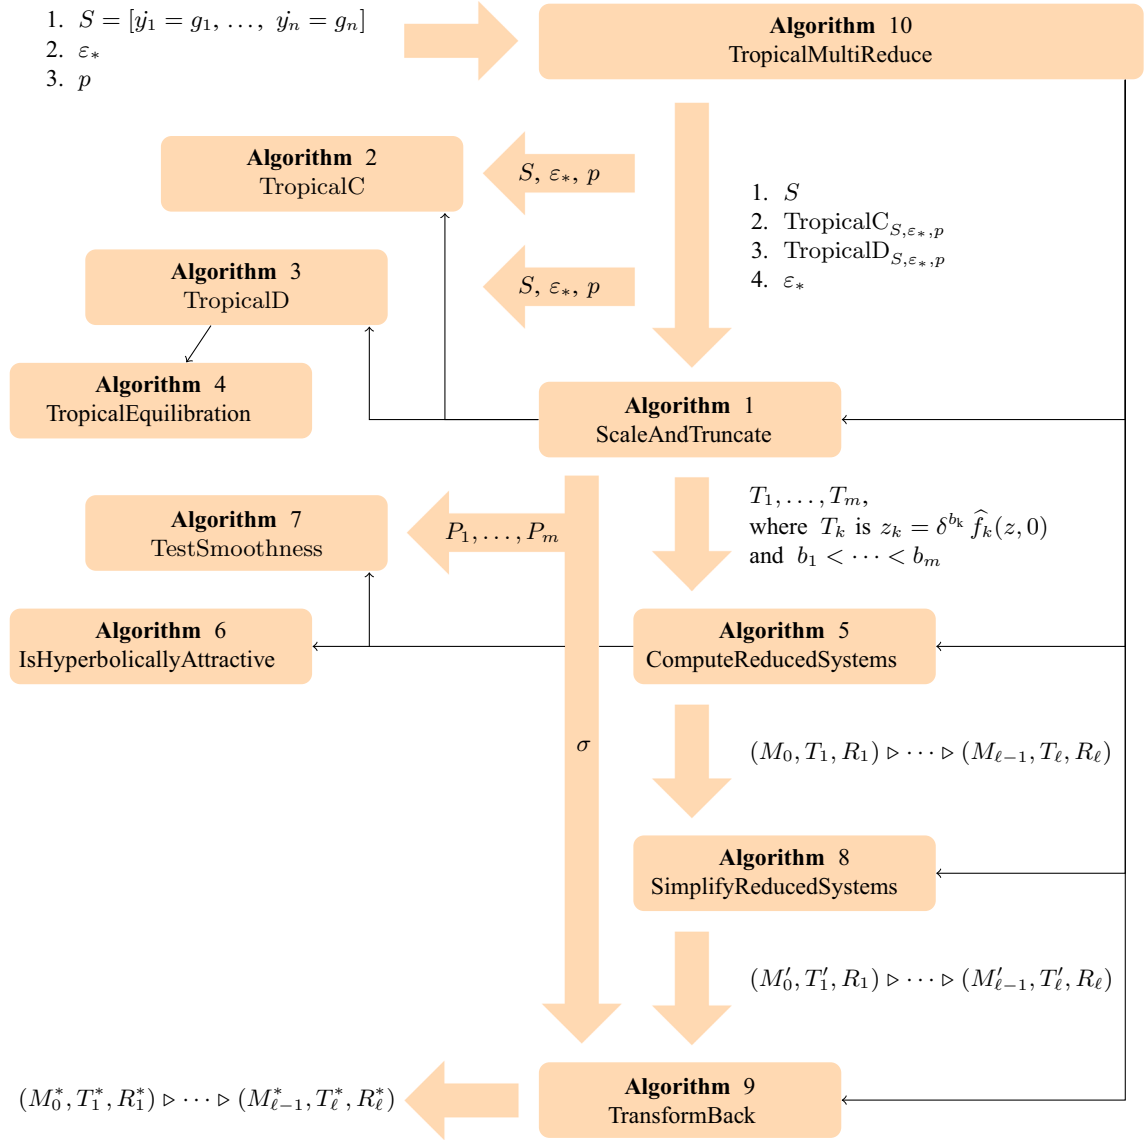 1. S = [ẏ₁ = g₁, …, ẏₙ = gₙ]
2. ε∗
3. p
Algorithm 10
TropicalMultiReduce
Algorithm 2
TropicalC
S, ε∗, p
1. S
2. TropicalC_{S,ε∗,p}
3. TropicalD_{S,ε∗,p}
4. ε∗
Algorithm 3
TropicalD
S, ε∗, p
Algorithm 4
TropicalEquilibration
Algorithm 1
ScaleAndTruncate
T₁, …, Tₘ,
where Tₖ is zₖ = δ^{bₖ} f̂ₖ(z, 0)
and b₁ < ⋯ < bₘ
Algorithm 7
TestSmoothness
P₁, …, Pₘ
Algorithm 6
IsHyperbolicallyAttractive
Algorithm 5
ComputeReducedSystems
σ
(M₀, T₁, R₁) ▹ ⋯ ▹ (M_{ℓ−1}, T_ℓ, R_ℓ)
Algorithm 8
SimplifyReducedSystems
(M′₀, T′₁, R₁) ▹ ⋯ ▹ (M′_{ℓ−1}, T′_ℓ, R_ℓ)
Algorithm 9
TransformBack
(M₀*, T₁*, R₁*) ▹ ⋯ ▹ (M*_{ℓ−1}, T*_ℓ, R*_ℓ)